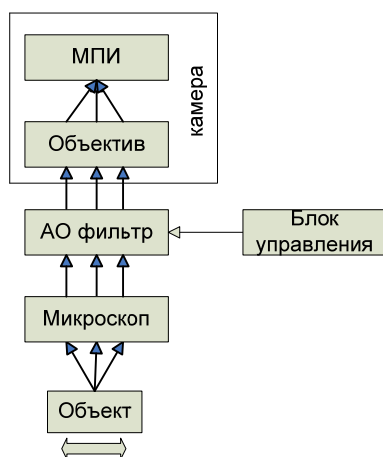 МПИ
камера
Объектив
АО фильтр
Блок
управления
Микроскоп
Объект